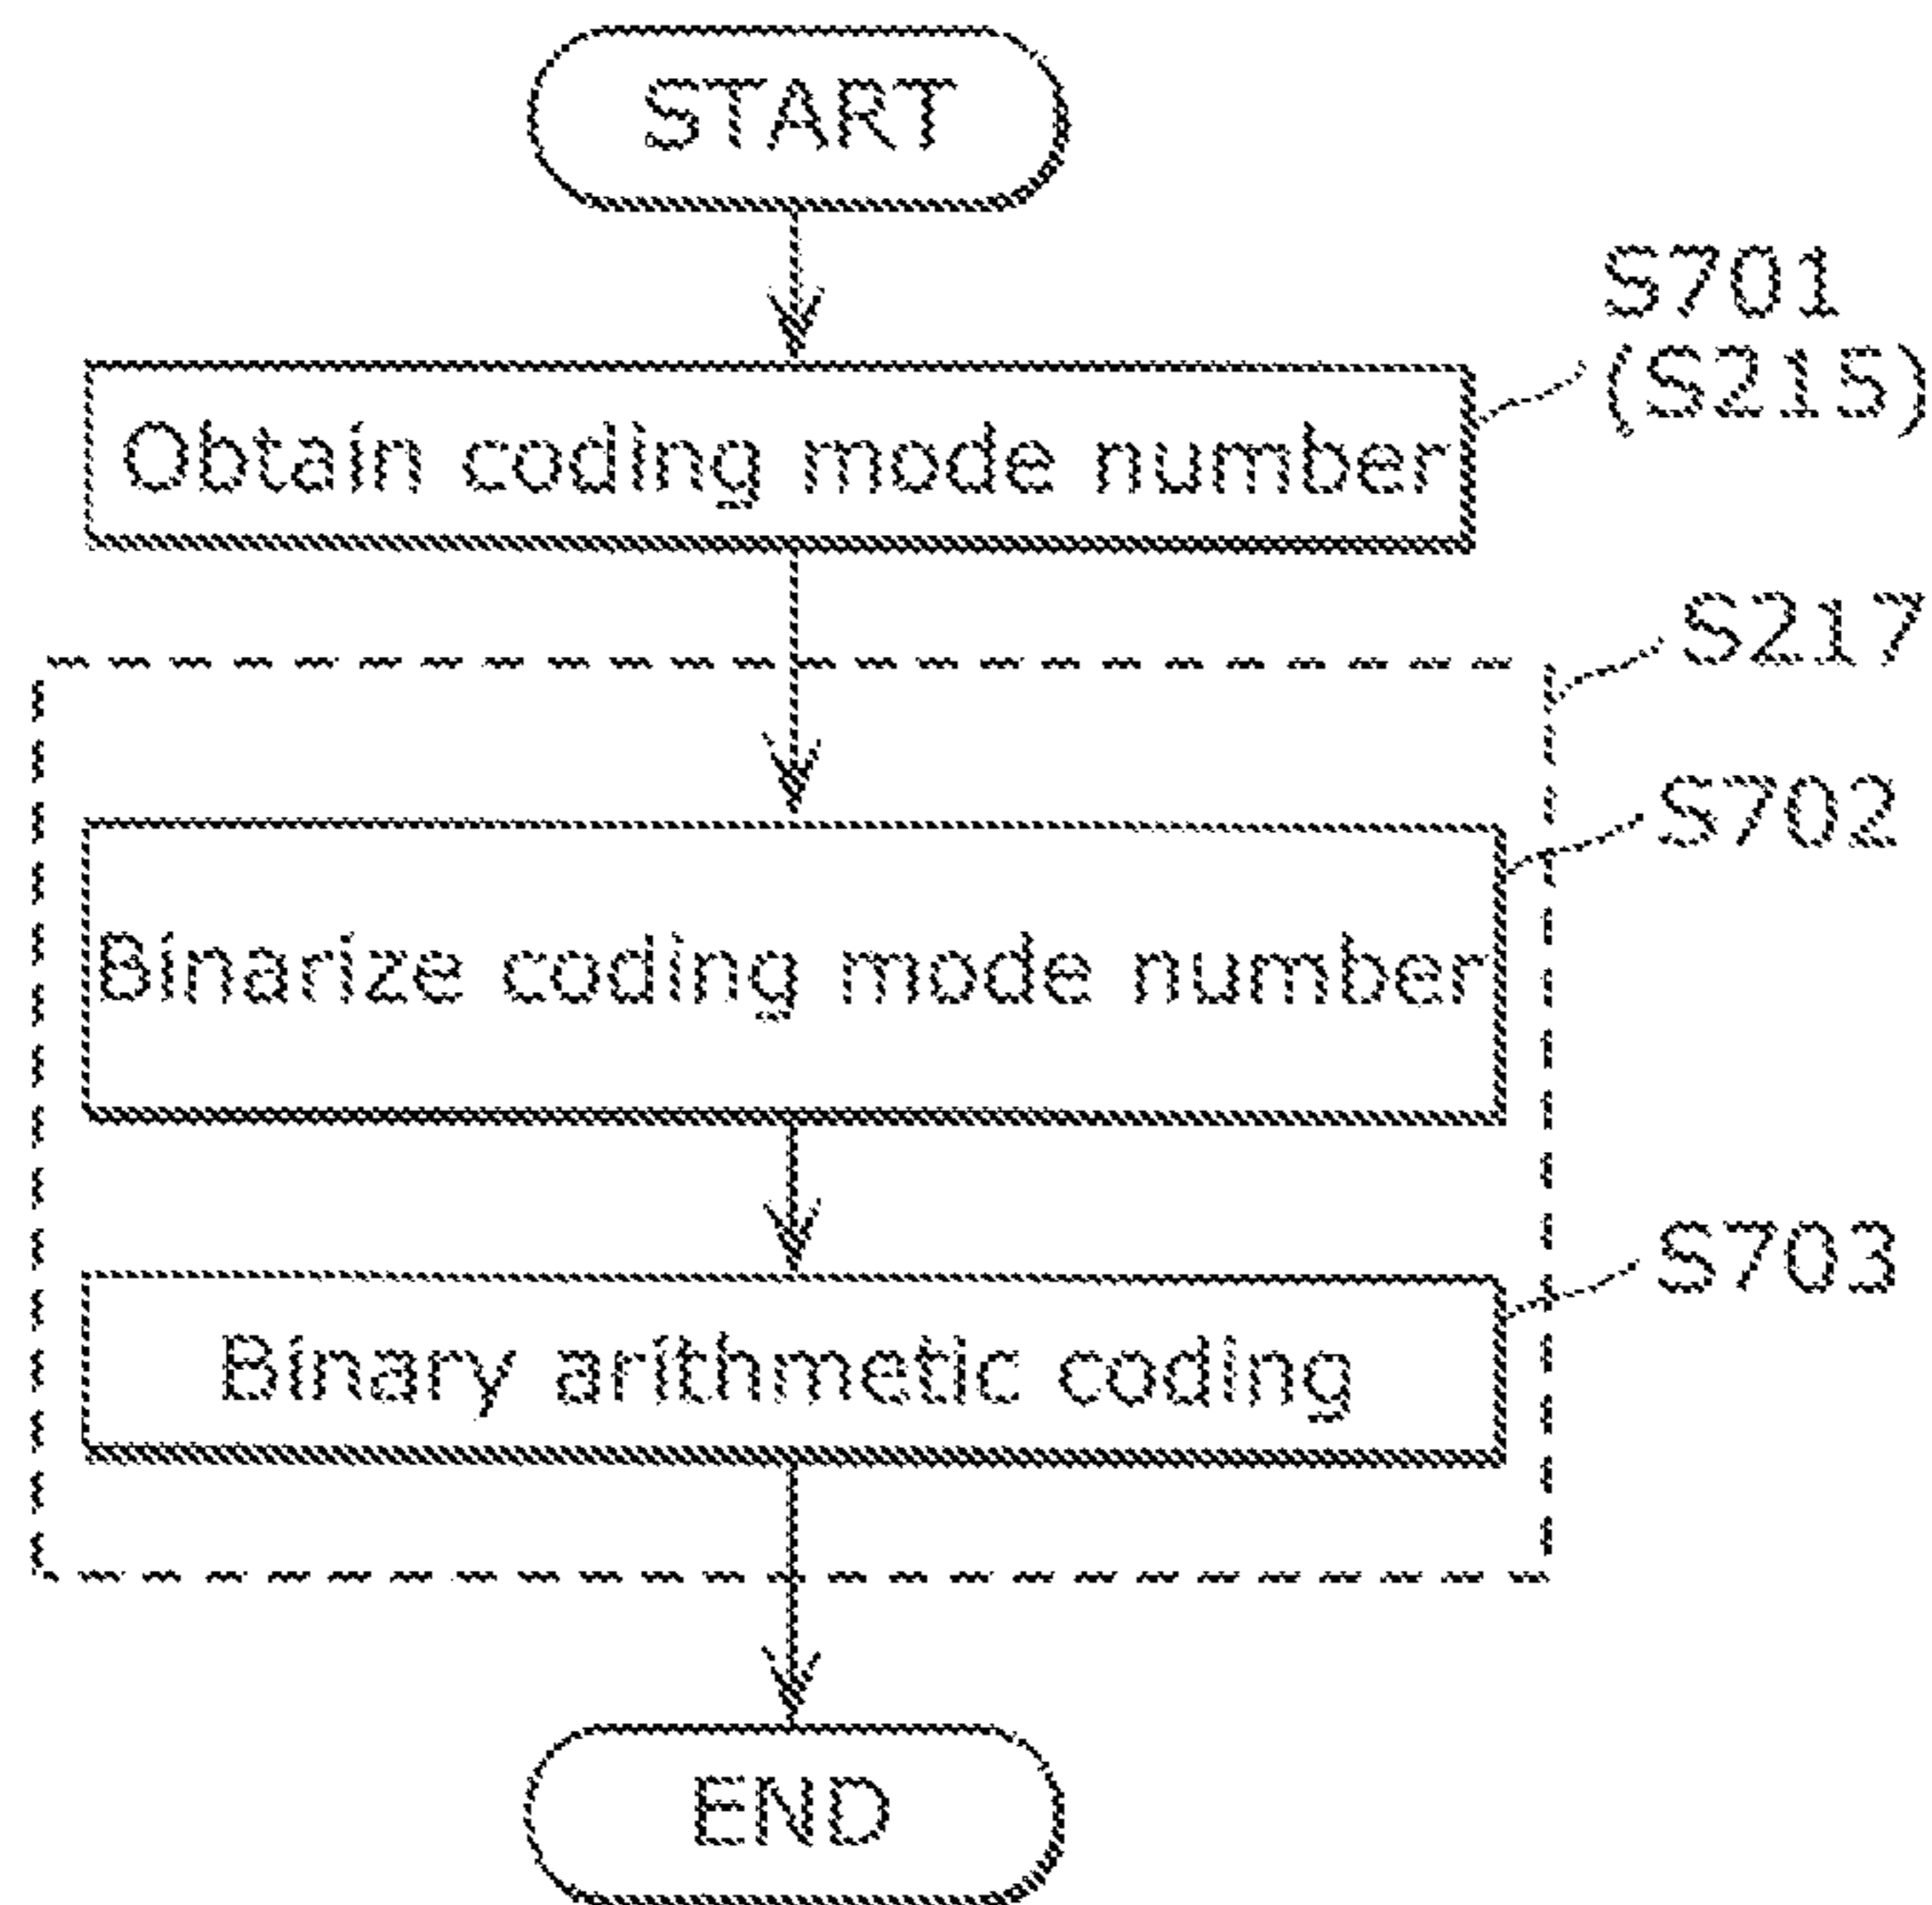 START
S701
(S215)
Obtain coding mode number
S217
S702
Binarize coding mode number
S703
Binary arithmetic coding
END